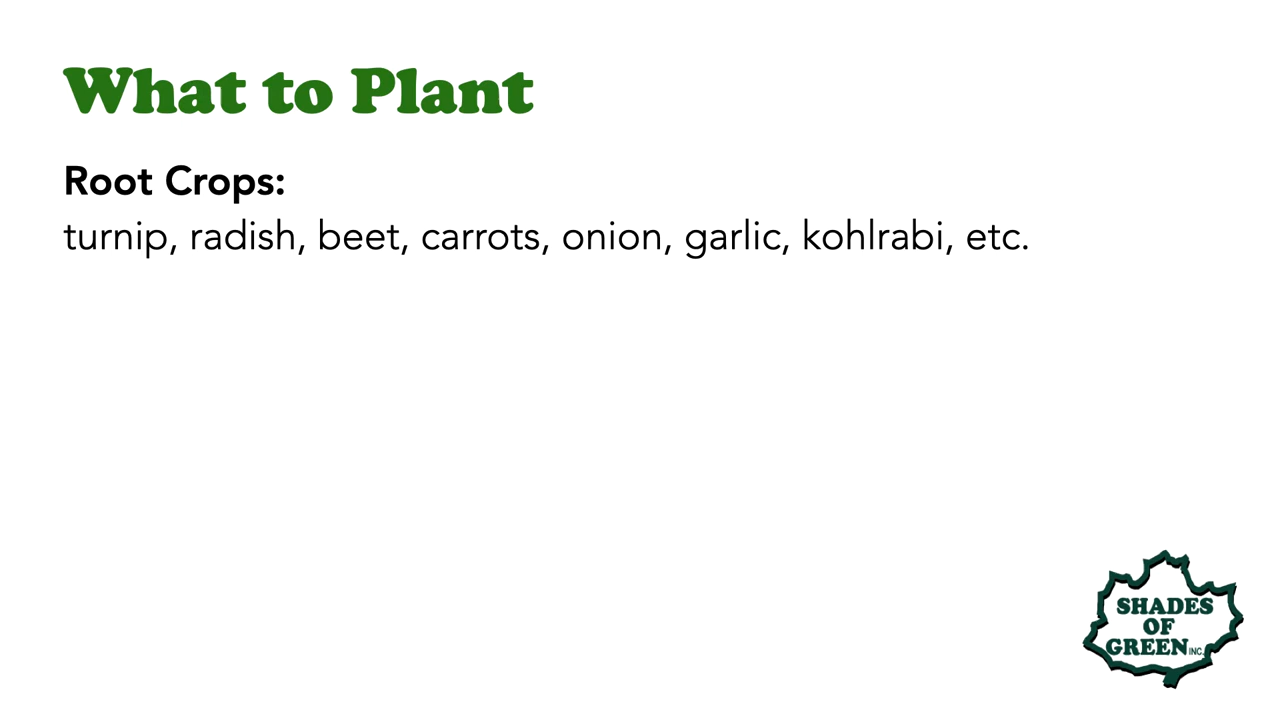 What to Plant
Root Crops:
turnip, radish, beet, carrots, onion, garlic, kohlrabi, etc.
SHADES
OF
GREEN INC.